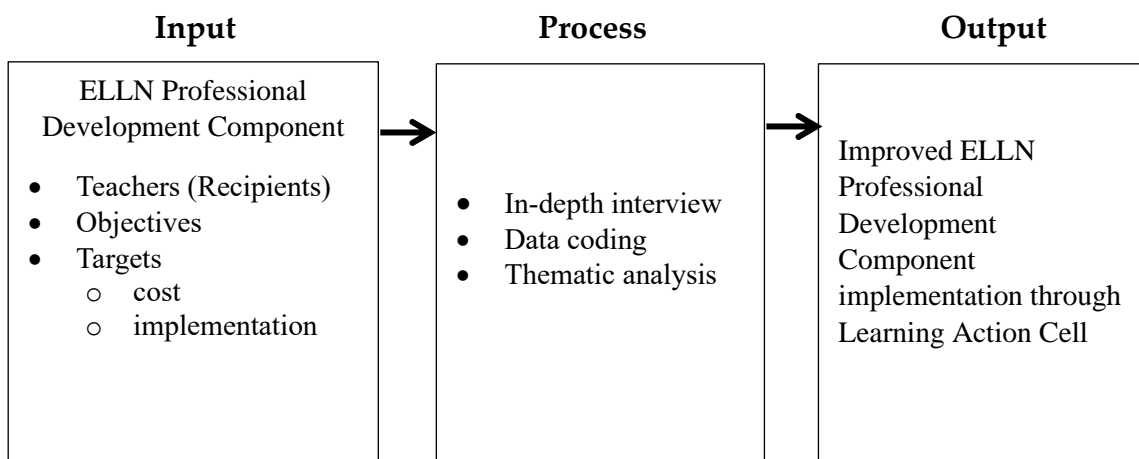 Input
Process
Output
ELLN Professional
Development Component
• Teachers (Recipients)
• Objectives
• Targets
o cost
o implementation
• In-depth interview
• Data coding
• Thematic analysis
Improved ELLN
Professional
Development
Component
implementation through
Learning Action Cell